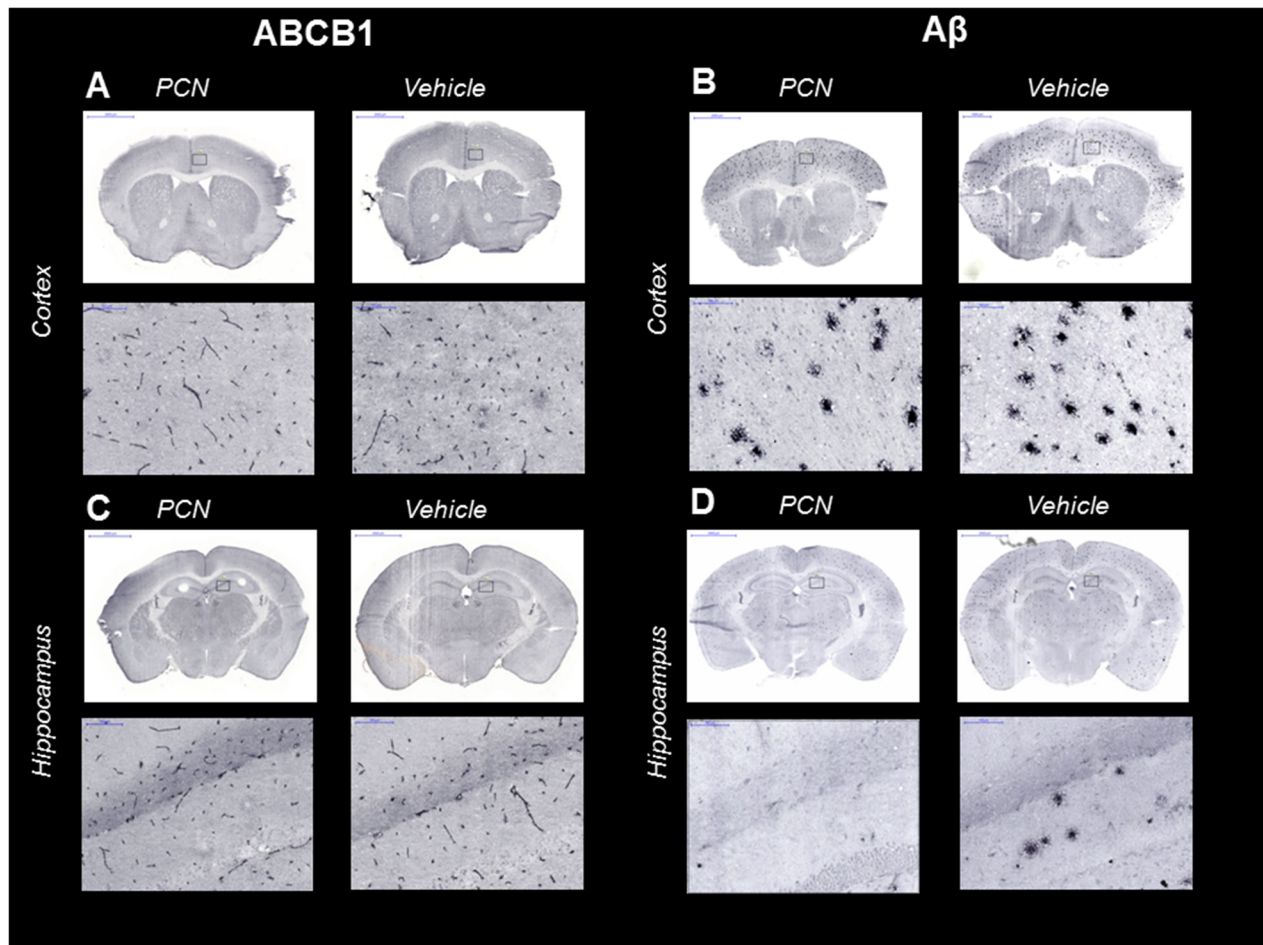 ABCB1
Aβ
A
PCN
Vehicle
B
PCN
Vehicle
Cortex
Cortex
C
PCN
Vehicle
D
PCN
Vehicle
Hippocampus
Hippocampus